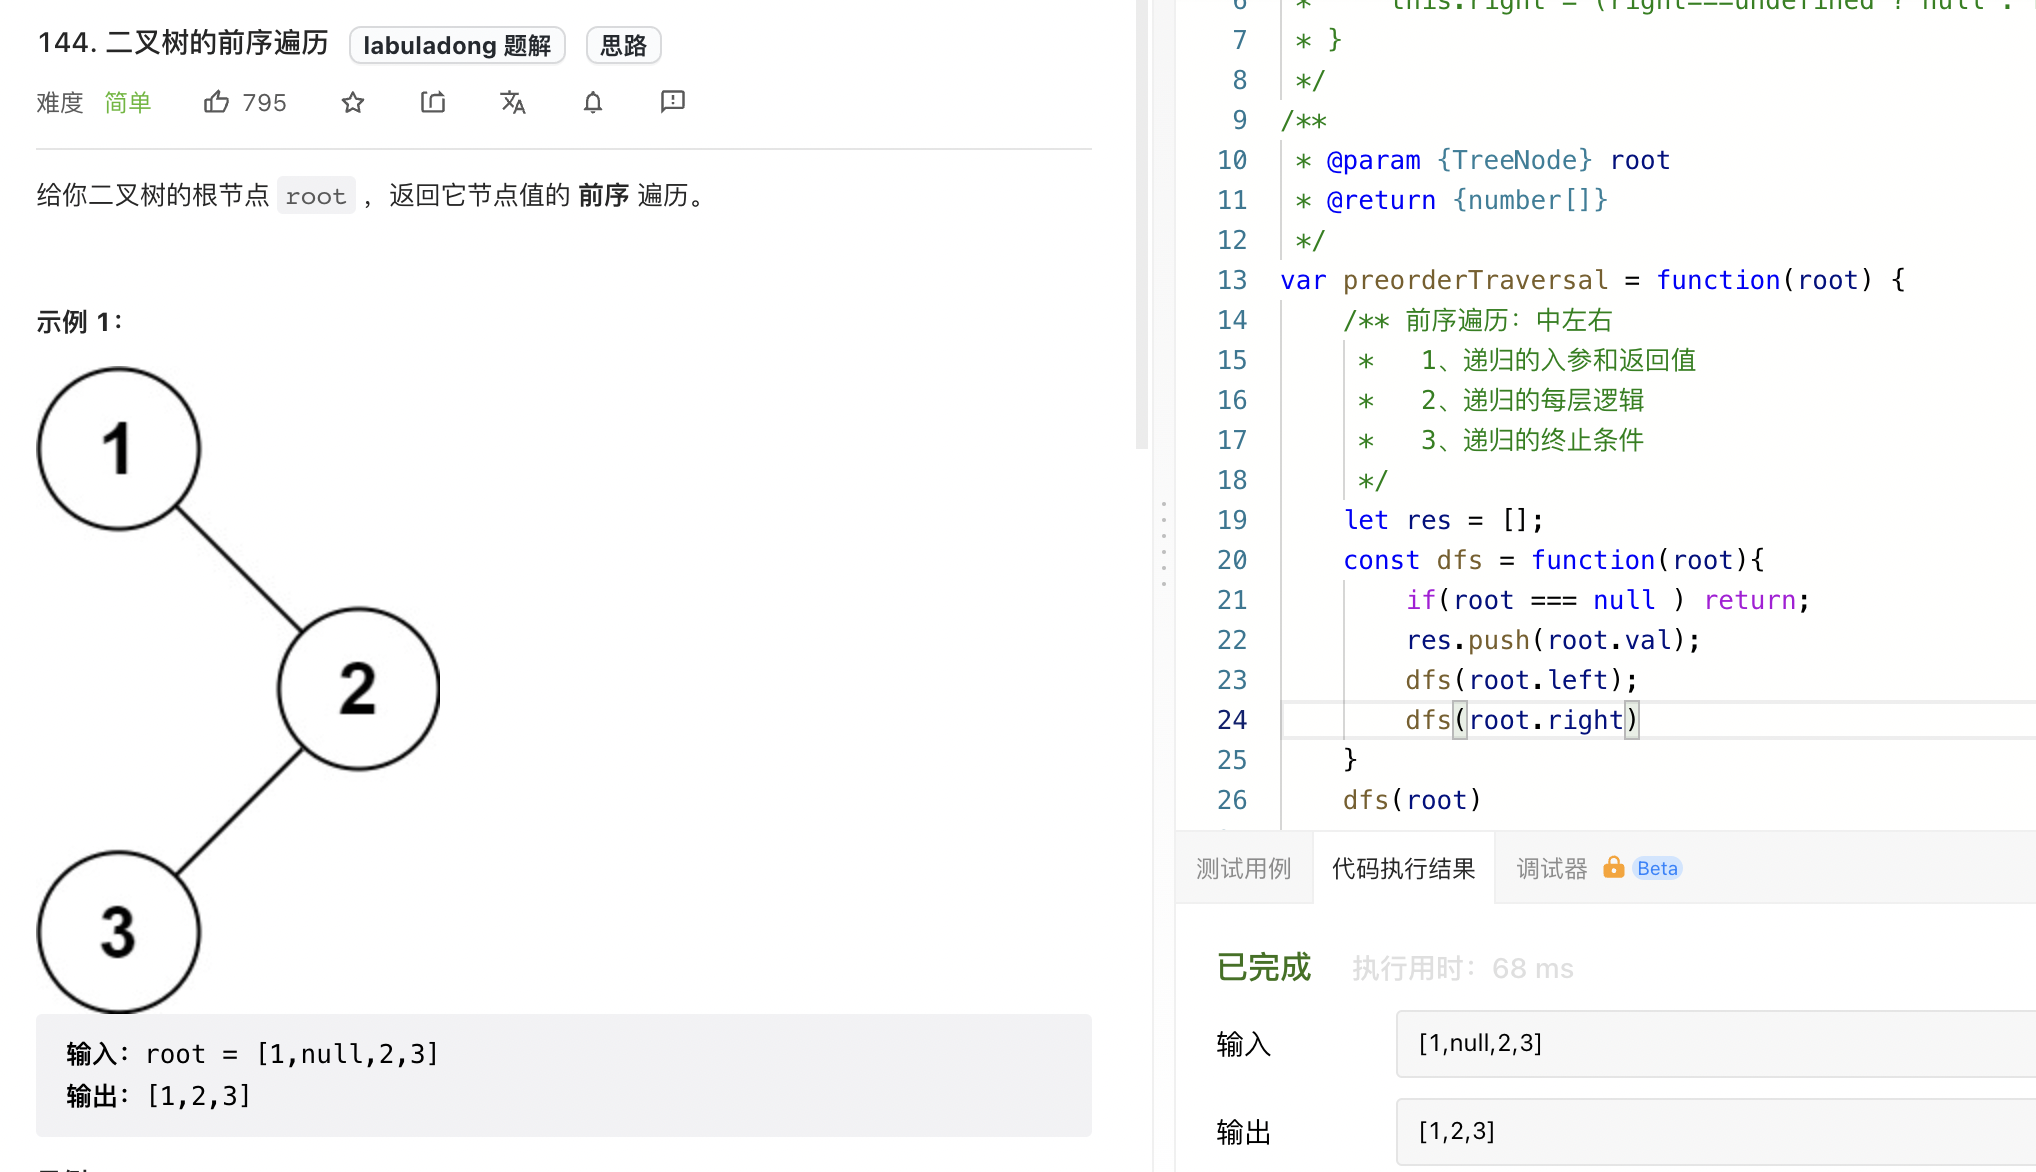 144. 二叉树的前序遍历 labuladong 题解 思路
难度 简单 795
给你二叉树的根节点 root ，返回它节点值的 前序 遍历。
示例 1：
1
2
3
输入：root = [1,null,2,3]
输出：[1,2,3]
7 * }
8 */
9 /**
10 * @param {TreeNode} root
11 * @return {number[]}
12 */
13 var preorderTraversal = function(root) {
14 /** 前序遍历：中左右
15 * 1、递归的入参和返回值
16 * 2、递归的每层逻辑
17 * 3、递归的终止条件
18 */
19 let res = [];
20 const dfs = function(root){
21 if(root === null ) return;
22 res.push(root.val);
23 dfs(root.left);
24 dfs(root.right)
25 }
26 dfs(root)
测试用例 代码执行结果 调试器 Beta
已完成 执行用时：68 ms
输入 [1,null,2,3]
输出 [1,2,3]